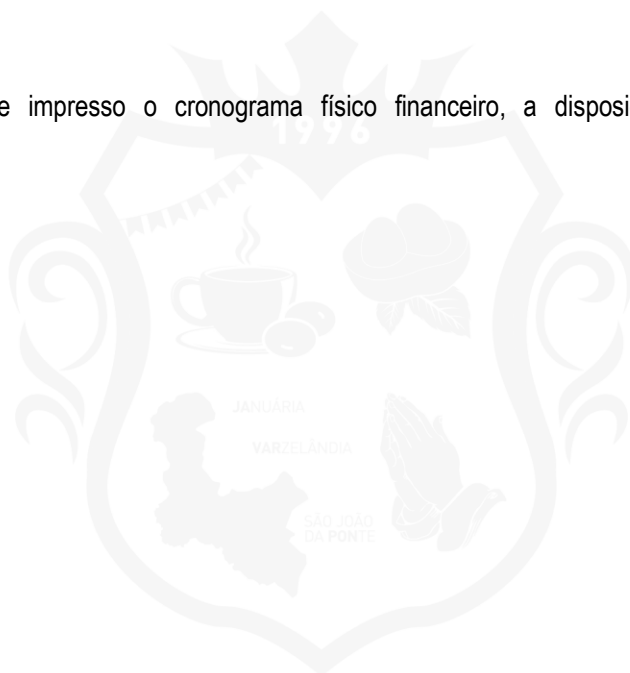 e impresso o cronograma físico financeiro, a disposi
1996
JANUÁRIA
VARZELÂNDIA
SÃO JOÃO
DA PONTE